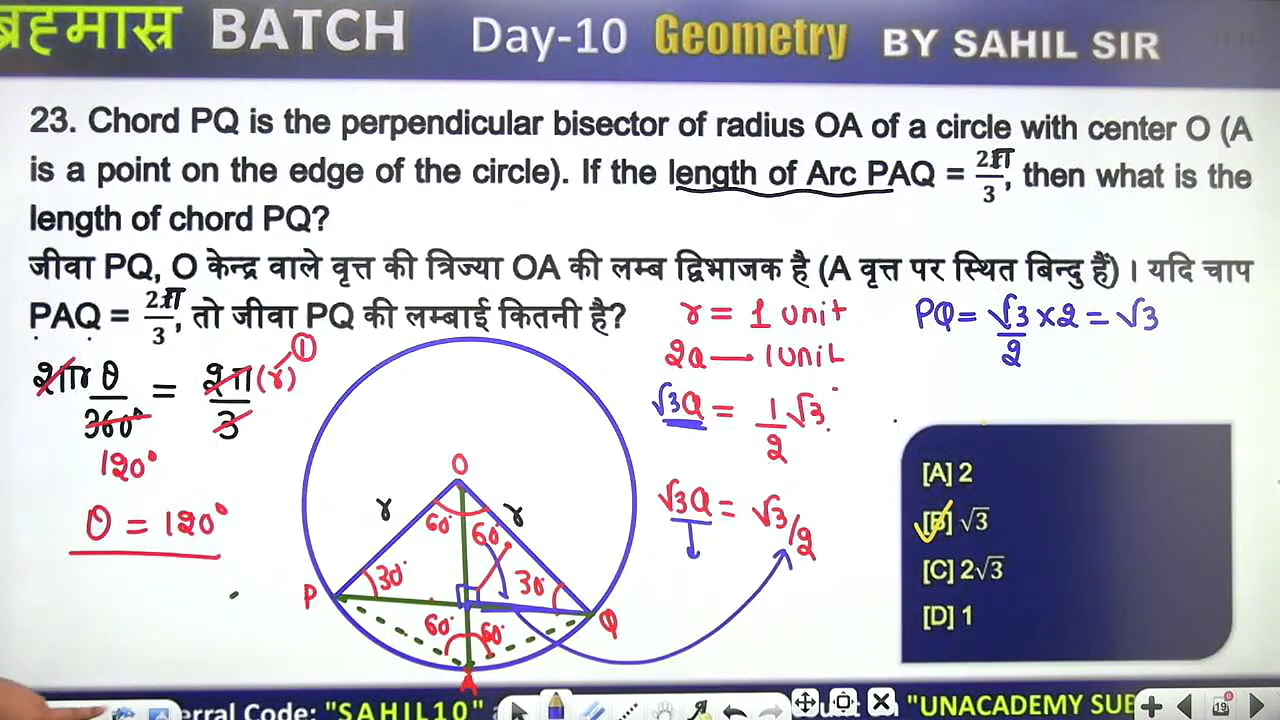 ब्रह्मास्र BATCH Day-10 Geometry BY SAHIL SIR
23. Chord PQ is the perpendicular bisector of radius OA of a circle with center O (A
is a point on the edge of the circle). If the length of Arc PAQ = 2π/3, then what is the
length of chord PQ?
जीवा PQ, O केन्द्र वाले वृत्त की त्रिज्या OA की लम्ब द्विभाजक है (A वृत्त पर स्थित बिन्दु हैं) । यदि चाप
PAQ = 2π/3, तो जीवा PQ की लम्बाई कितनी है?
r = 1 unit
2a — 1 unit
√3a = 1/2 √3
√3a = √3/2
PQ = √3/2 × 2 = √3
2πr θ/360° = 2π/3 (r) 1
120°
θ = 120°
O
r r
60° 60°
30° 30°
P Q
60° 60°
A
[A] 2
[B] √3
[C] 2√3
[D] 1
erral Code: "SAHIL10" a
"UNACADEMY SUB
19